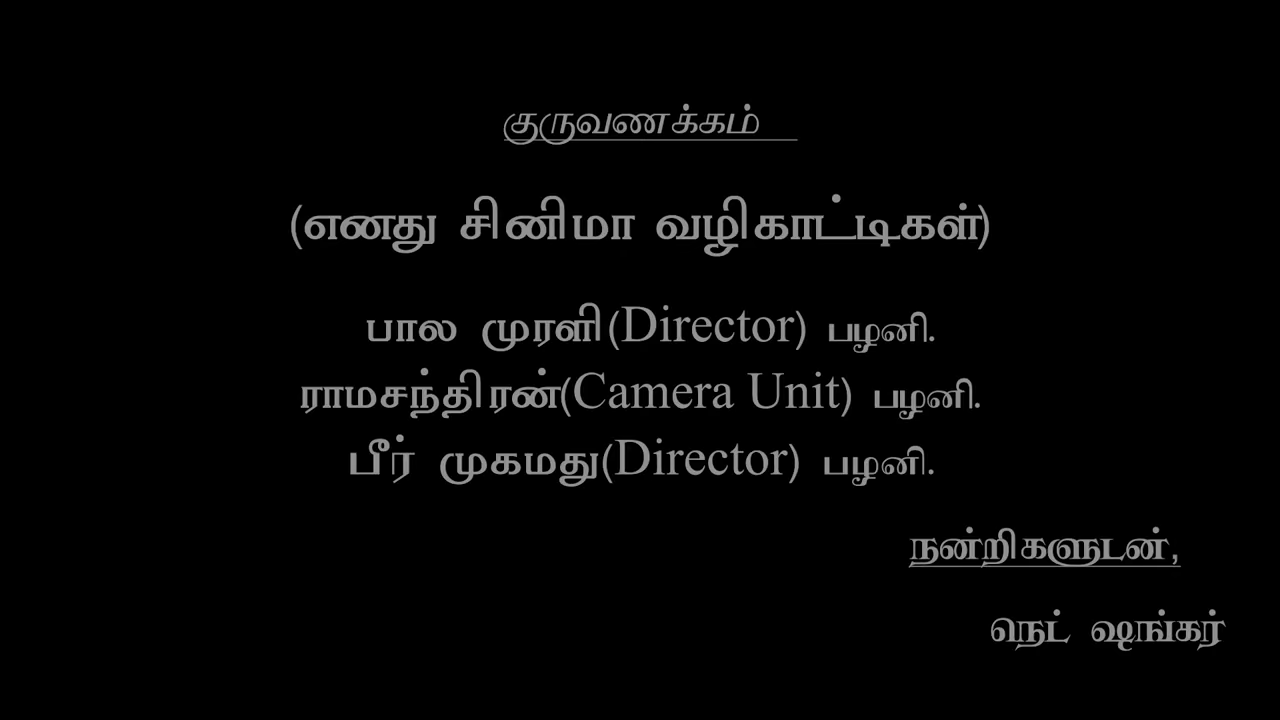 குருவணக்கம்
(எனது சினிமா வழிகாட்டிகள்)
பால முரளி(Director) பழனி.
ராமசந்திரன்(Camera Unit) பழனி.
பீர் முகமது(Director) பழனி.
நன்றிகளுடன்,
நெட் ஷங்கர்